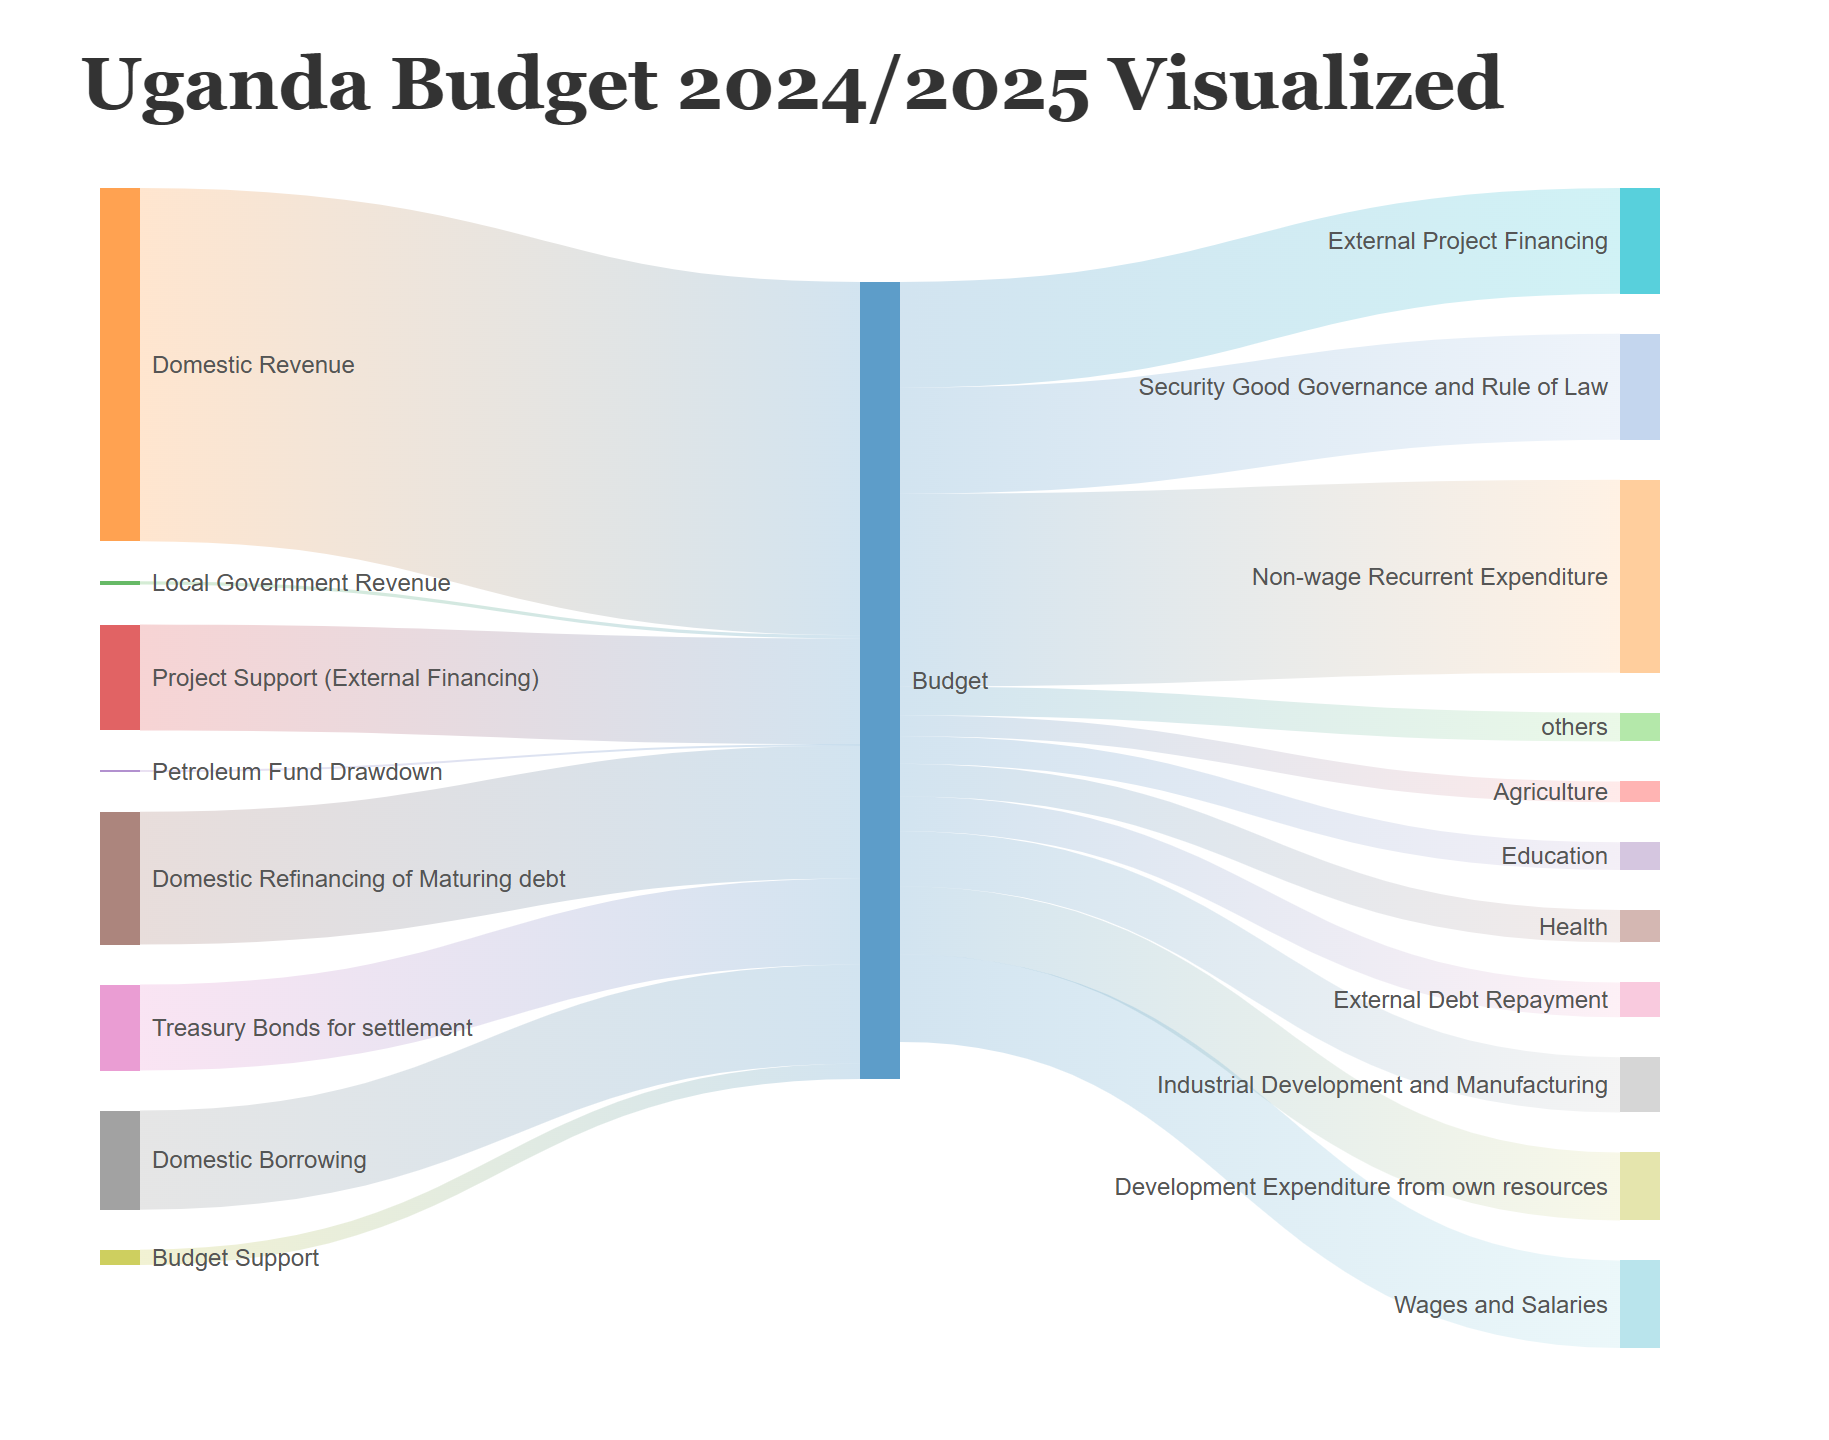 Uganda Budget 2024/2025 Visualized
Domestic Revenue
Local Government Revenue
Project Support (External Financing)
Petroleum Fund Drawdown
Domestic Refinancing of Maturing debt
Treasury Bonds for settlement
Domestic Borrowing
Budget Support
Budget
External Project Financing
Security Good Governance and Rule of Law
Non-wage Recurrent Expenditure
others
Agriculture
Education
Health
External Debt Repayment
Industrial Development and Manufacturing
Development Expenditure from own resources
Wages and Salaries